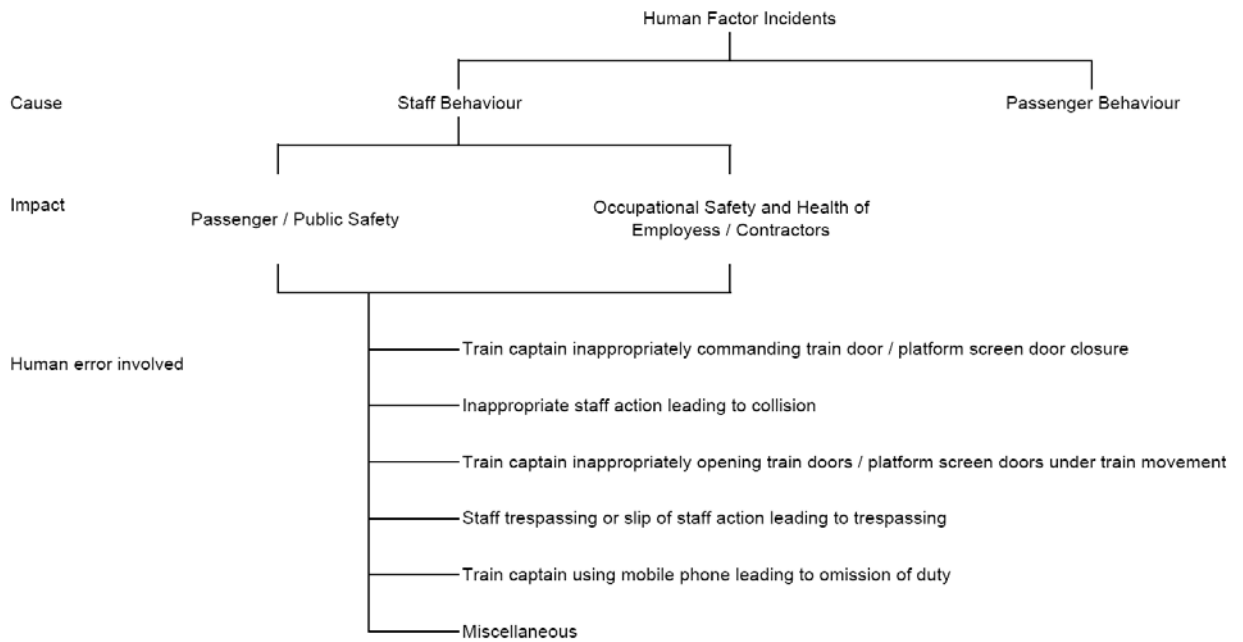 Human Factor Incidents
Cause
Staff Behaviour
Passenger Behaviour
Impact
Passenger / Public Safety
Occupational Safety and Health of
Employess / Contractors
Human error involved
Train captain inappropriately commanding train door / platform screen door closure
Inappropriate staff action leading to collision
Train captain inappropriately opening train doors / platform screen doors under train movement
Staff trespassing or slip of staff action leading to trespassing
Train captain using mobile phone leading to omission of duty
Miscellaneous